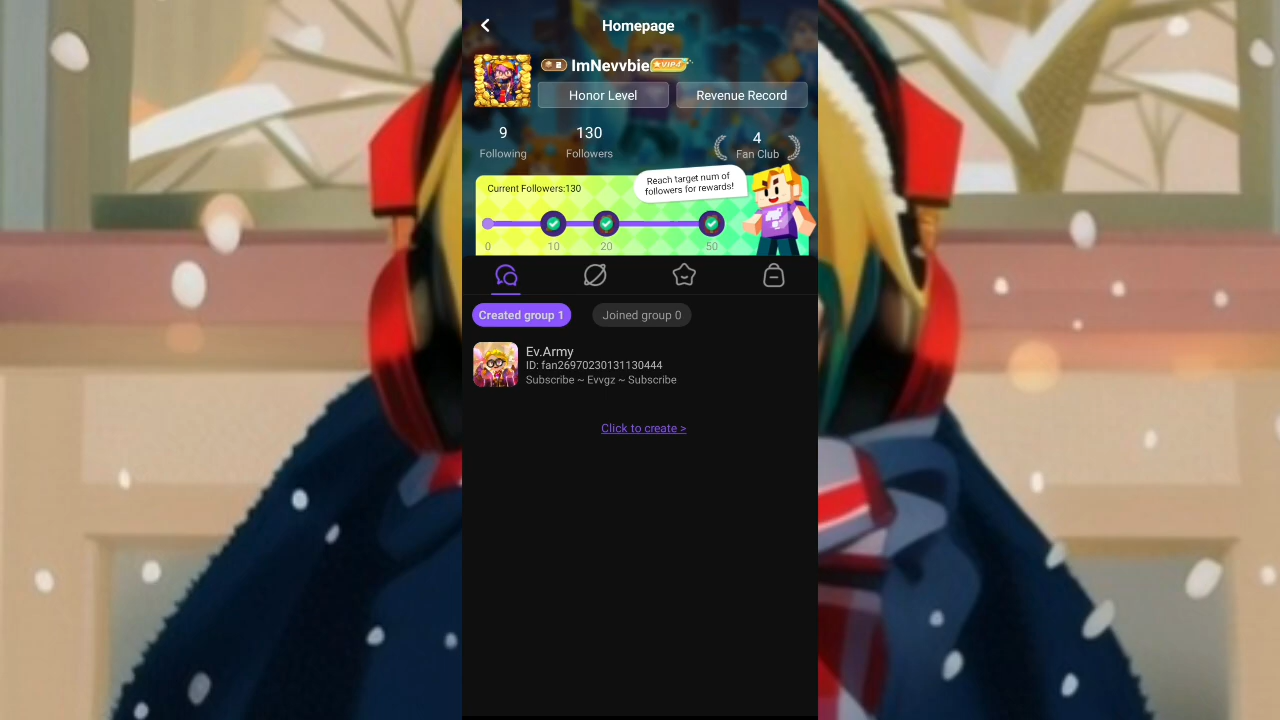 Homepage
ImNevvbie VIP4
Honor Level
Revenue Record
9
Following
130
Followers
4
Fan Club
Current Followers:130
Reach target num of
followers for rewards!
0
10
20
50
Created group 1
Joined group 0
Ev.Army
ID: fan26970230131130444
Subscribe ~ Evvgz ~ Subscribe
Click to create >